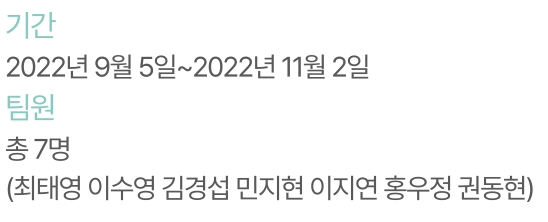 기간
2022년 9월 5일~2022년 11월 2일
팀원
총 7명
(최태영 이수영 김경섭 민지현 이지연 홍우정 권동현)